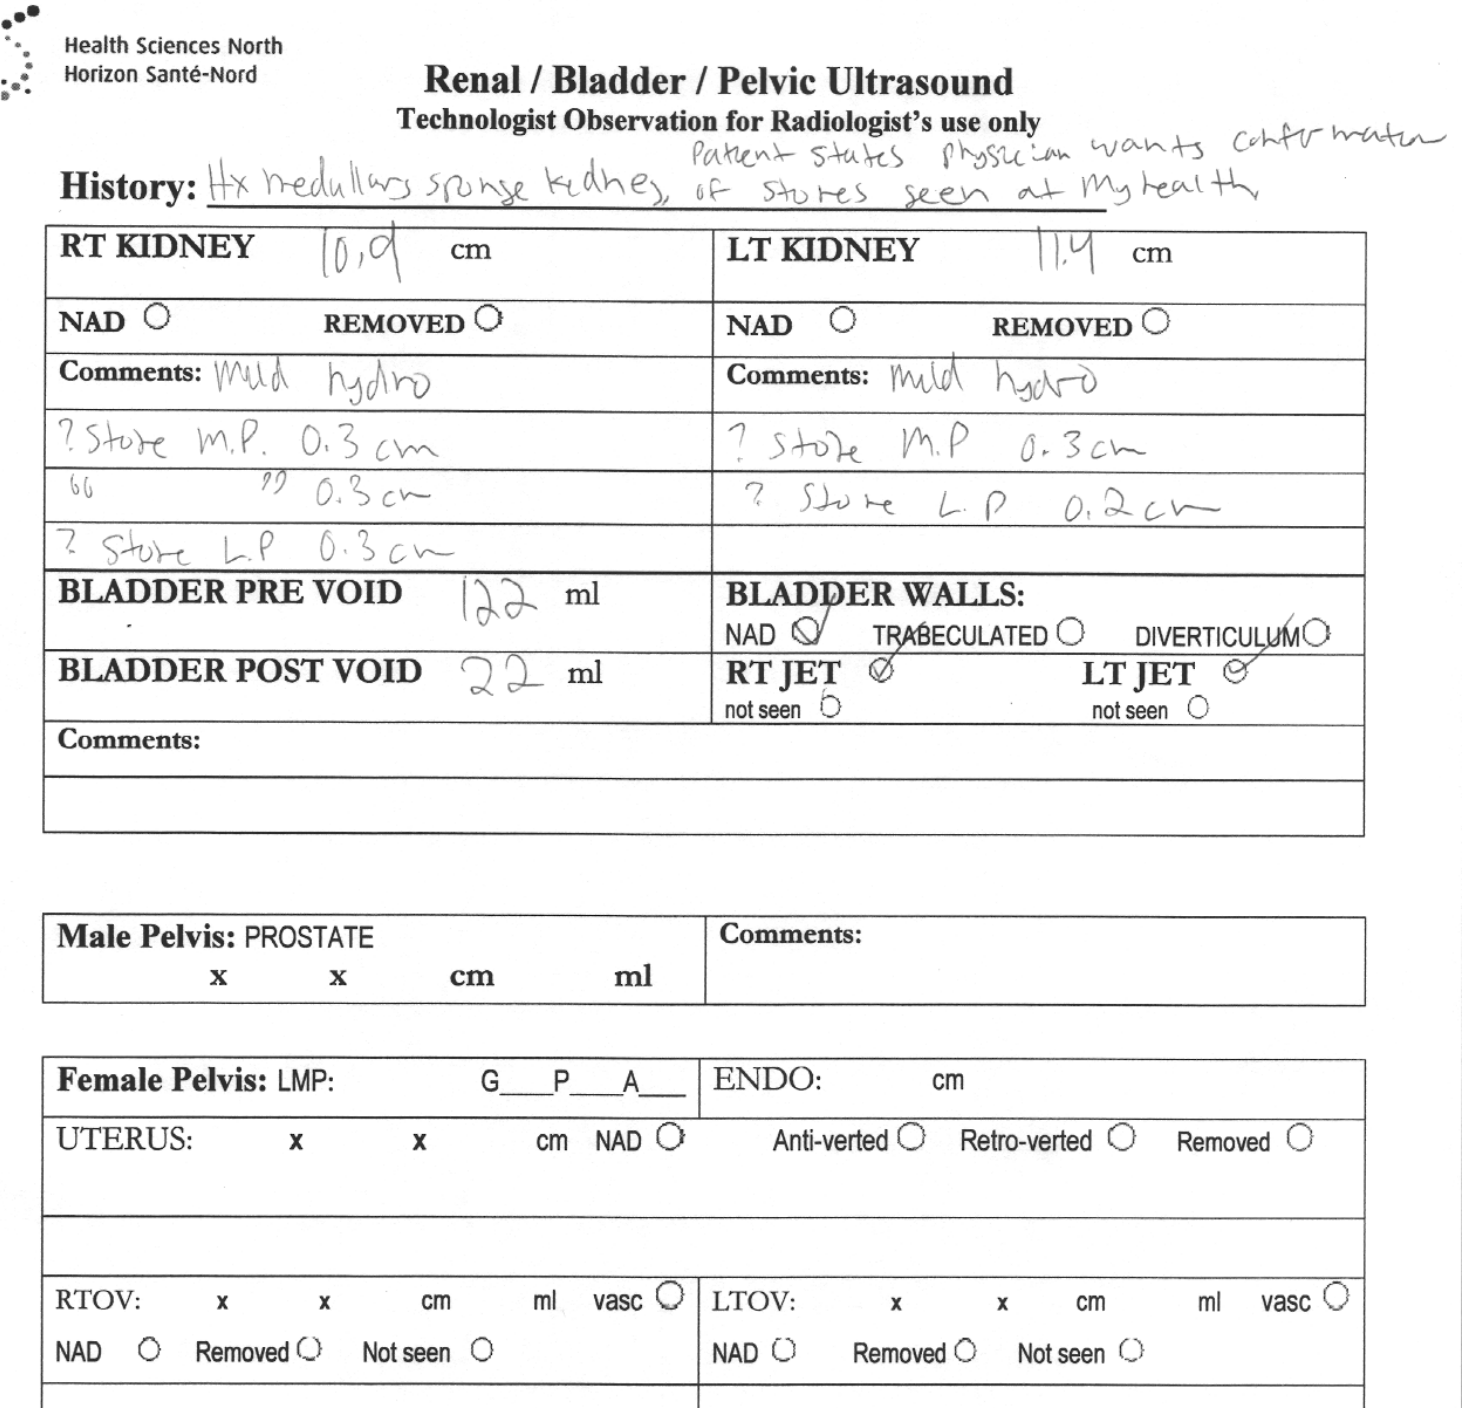 Health Sciences North
Horizon Santé-Nord
Renal / Bladder / Pelvic Ultrasound
Technologist Observation for Radiologist's use only
Patient states physician wants confirmation
History: Hx medullary sponge kidney, of stones seen at Myhealth
RT KIDNEY 10.9 cm LT KIDNEY 11.4 cm
NAD REMOVED NAD REMOVED
Comments: Mild hydro Comments: Mild hydro
? Stone M.P. 0.3 cm ? Stone M.P 0.3 cm
" " 0.3 cm ? Stone L.P 0.2 cm
? Stone L.P 0.3 cm
BLADDER PRE VOID 122 ml BLADDER WALLS:
NAD TRABECULATED DIVERTICULUM
BLADDER POST VOID 22 ml RT JET LT JET
not seen not seen
Comments:
Male Pelvis: PROSTATE Comments:
x x cm ml
Female Pelvis: LMP: G___P___A___ ENDO: cm
UTERUS: x x cm NAD Anti-verted Retro-verted Removed
RTOV: x x cm ml vasc LTOV: x x cm ml vasc
NAD Removed Not seen NAD Removed Not seen